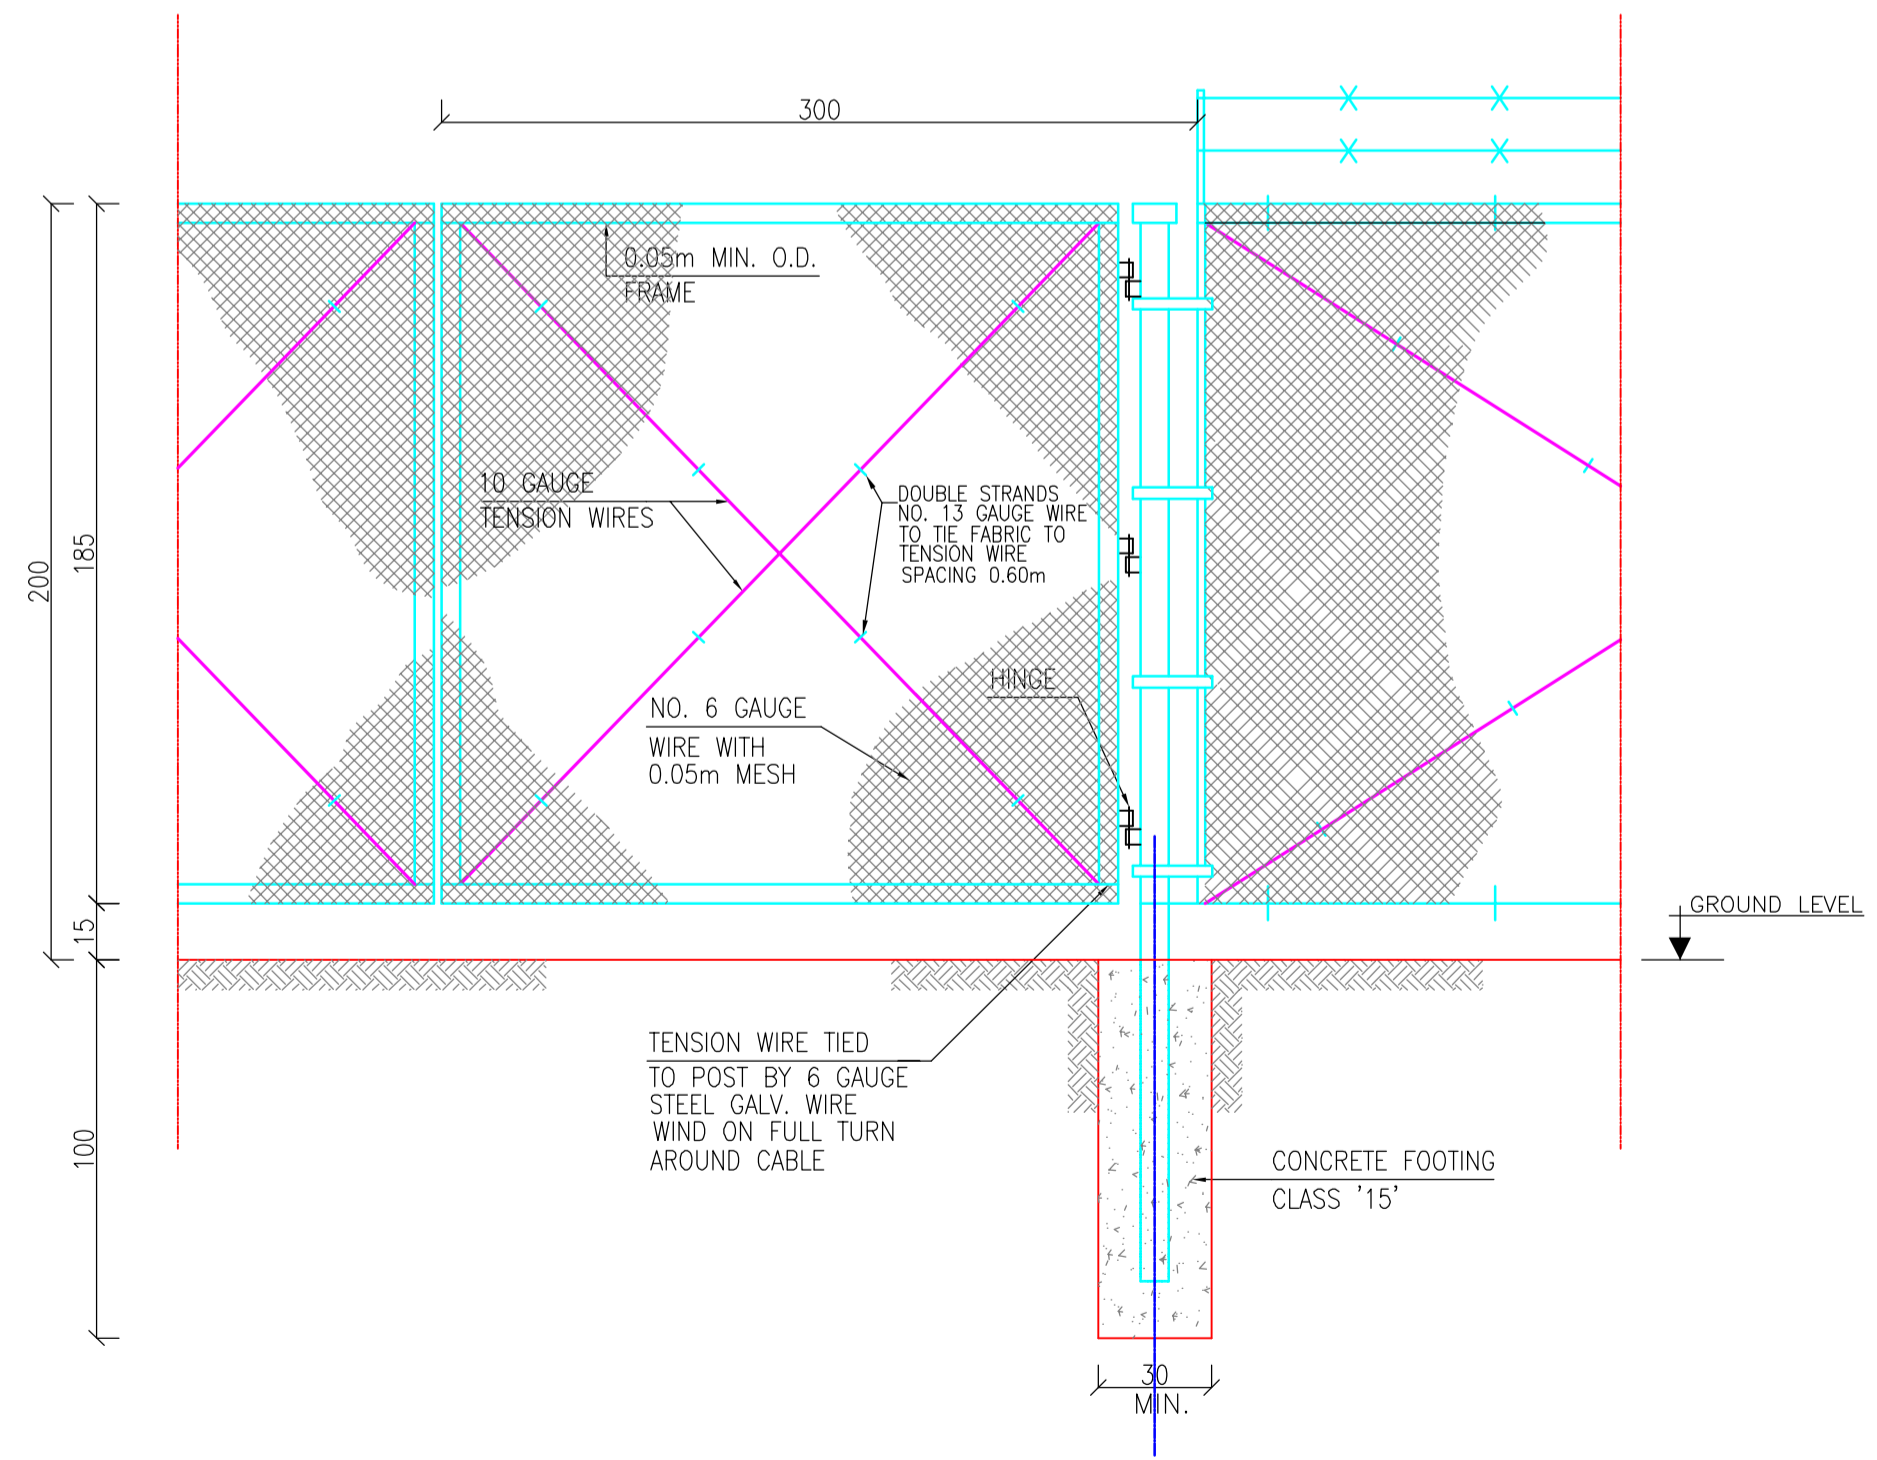 300
0.05m MIN. O.D.
FRAME
10 GAUGE
TENSION WIRES
DOUBLE STRANDS
NO. 13 GAUGE WIRE
TO TIE FABRIC TO
TENSION WIRE
SPACING 0.60m
200
185
HINGE
NO. 6 GAUGE
WIRE WITH
0.05m MESH
15
GROUND LEVEL
TENSION WIRE TIED
TO POST BY 6 GAUGE
STEEL GALV. WIRE
WIND ON FULL TURN
AROUND CABLE
100
CONCRETE FOOTING
CLASS '15'
30
MIN.